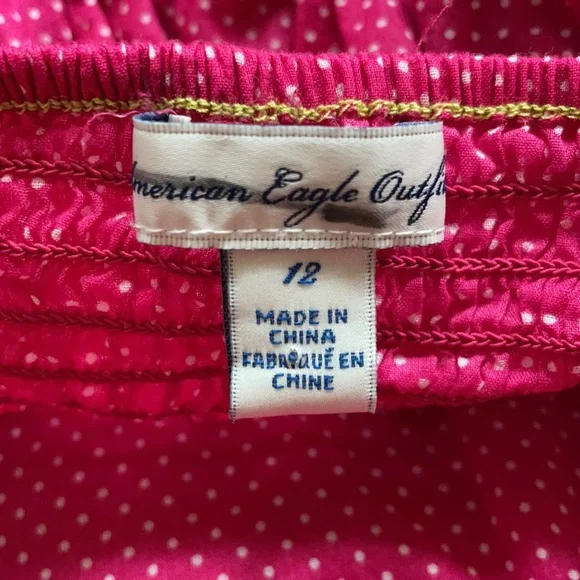 American Eagle Outfi
12
MADE IN
CHINA
FABRIQUÉ EN
CHINE